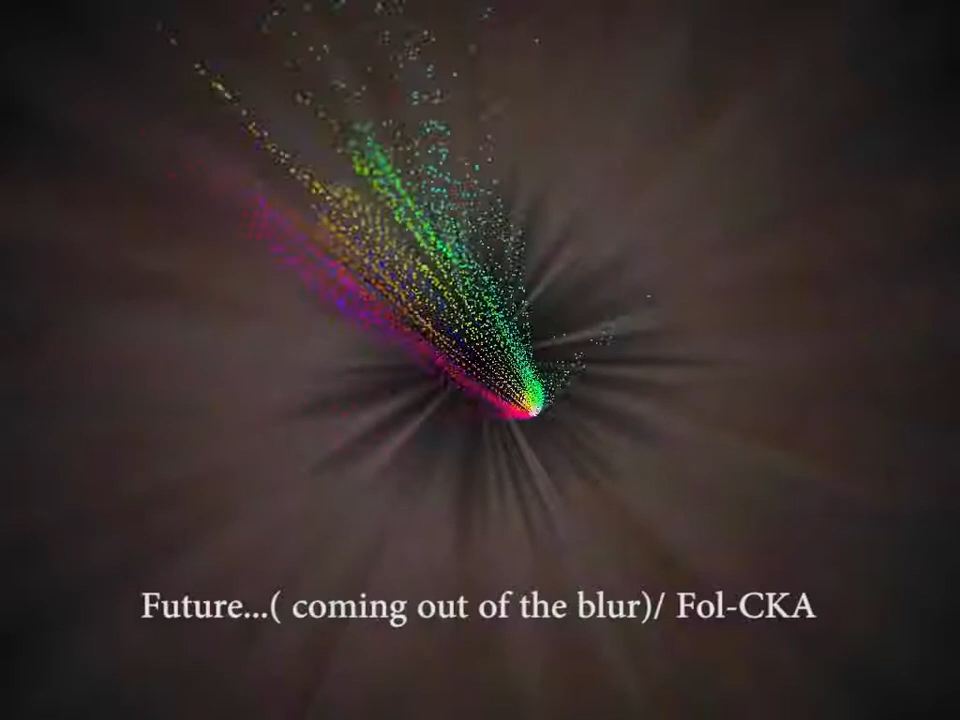 Future...( coming out of the blur)/ Fol-CKA